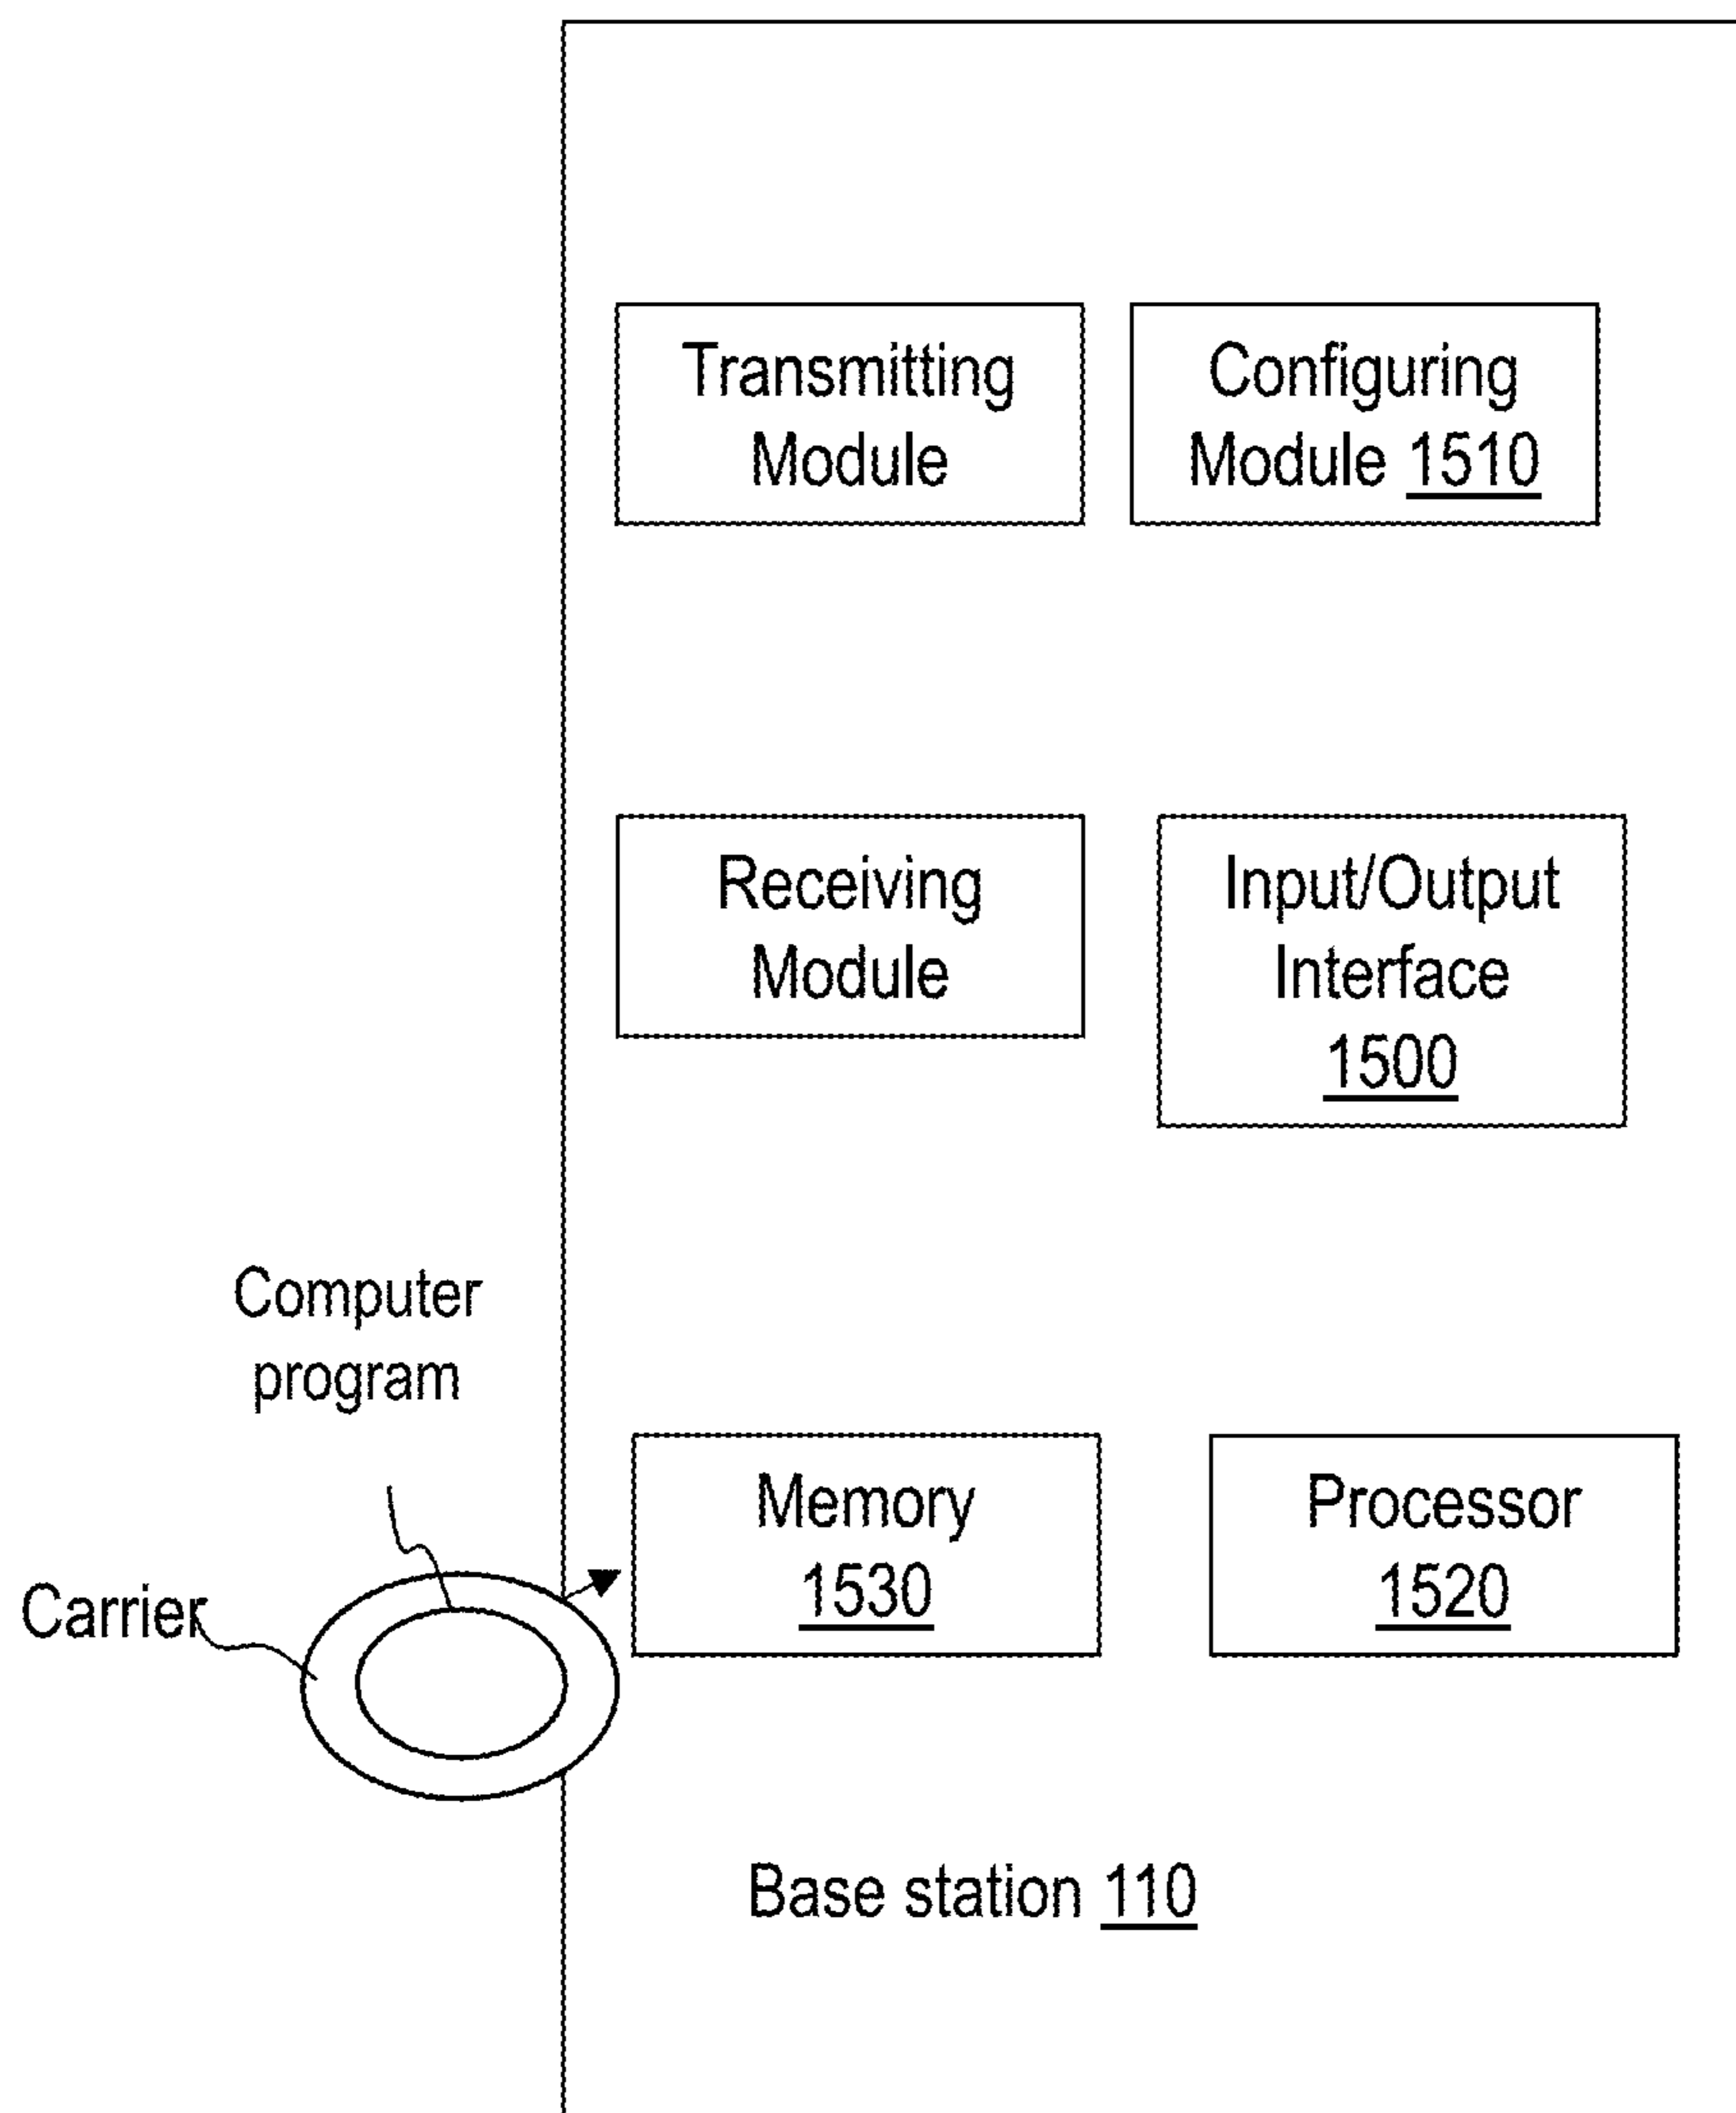 Transmitting
Module
Configuring
Module 1510
Receiving
Module
Input/Output
Interface
1500
Computer
program
Memory
1530
Processor
1520
Carrier
Base station 110